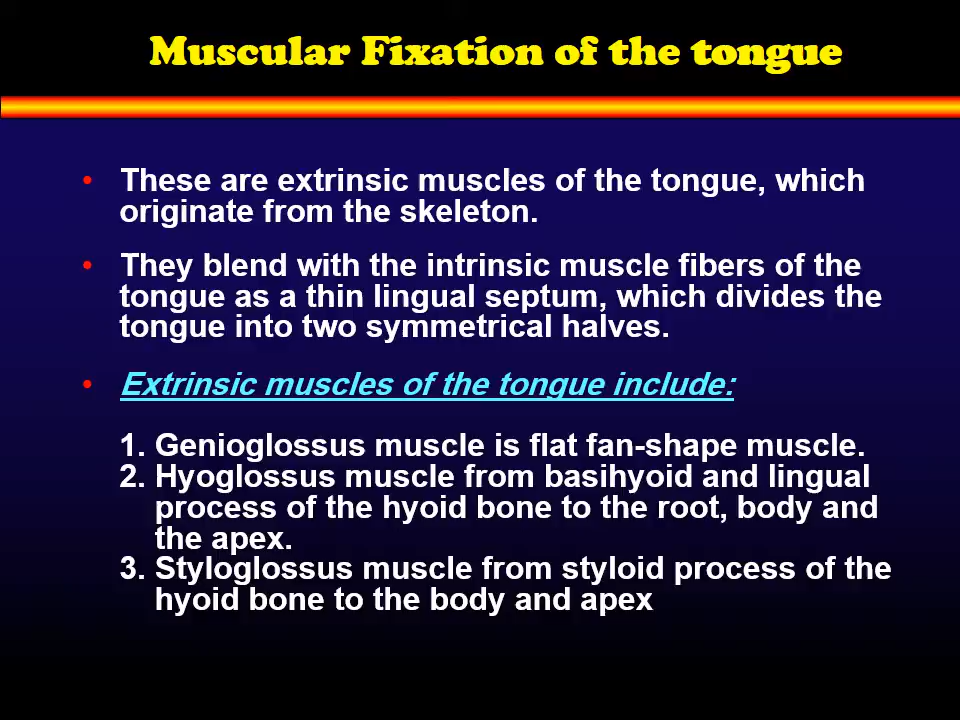 Muscular Fixation of the tongue
• These are extrinsic muscles of the tongue, which
originate from the skeleton.
• They blend with the intrinsic muscle fibers of the
tongue as a thin lingual septum, which divides the
tongue into two symmetrical halves.
• Extrinsic muscles of the tongue include:
1. Genioglossus muscle is flat fan-shape muscle.
2. Hyoglossus muscle from basihyoid and lingual
process of the hyoid bone to the root, body and
the apex.
3. Styloglossus muscle from styloid process of the
hyoid bone to the body and apex